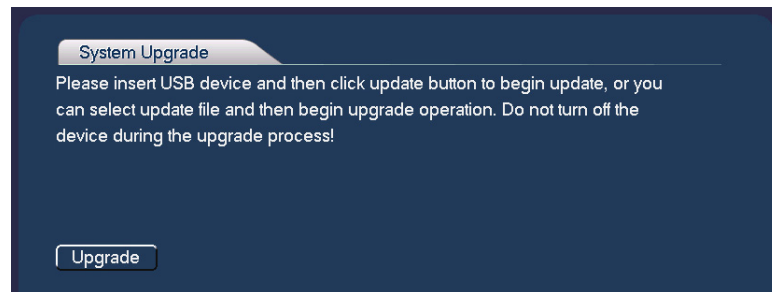 System Upgrade
Please insert USB device and then click update button to begin update, or you
can select update file and then begin upgrade operation. Do not turn off the
device during the upgrade process!
Upgrade